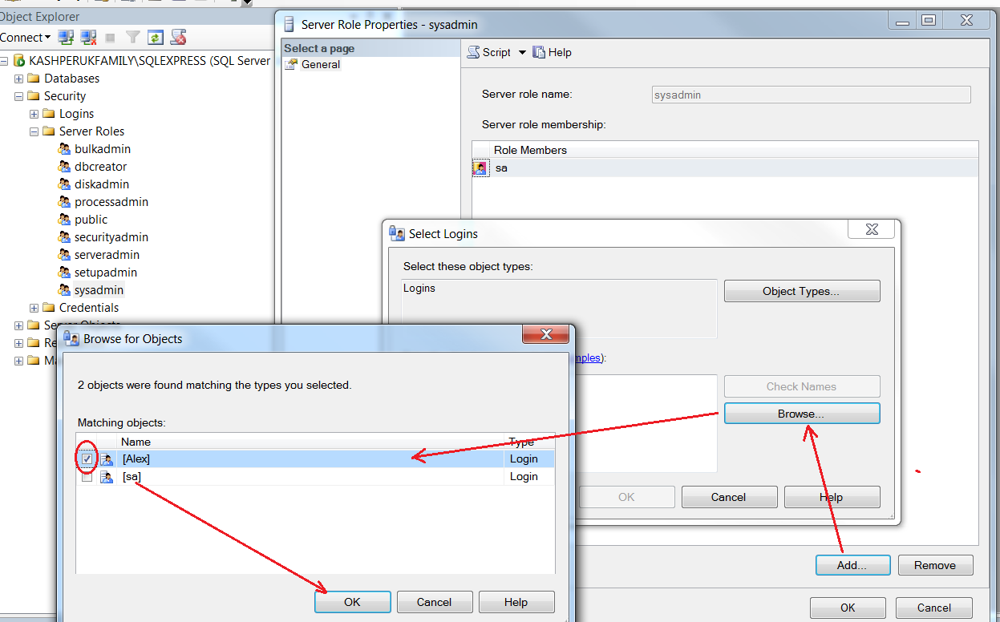 Object Explorer
Connect
KASHPERUKFAMILY\SQLEXPRESS (SQL Server
Databases
Security
Logins
Server Roles
bulkadmin
dbcreator
diskadmin
processadmin
public
securityadmin
serveradmin
setupadmin
sysadmin
Credentials
Server Objects
Re
Ma
Server Role Properties - sysadmin
Select a page
General
Script
Help
Server role name:
sysadmin
Server role membership:
Role Members
sa
Select Logins
Select these object types:
Logins
Object Types...
mples):
Check Names
Browse...
OK
Cancel
Help
Add...
Remove
OK
Cancel
Browse for Objects
2 objects were found matching the types you selected.
Matching objects:
Name Type
[Alex] Login
[sa] Login
OK
Cancel
Help